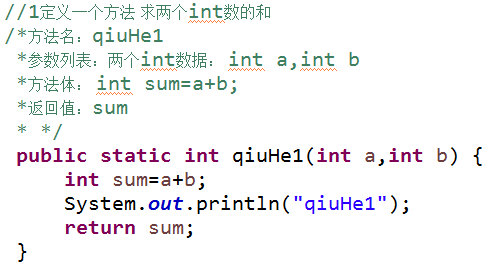 //1定义一个方法 求两个int数的和
/*方法名：qiuHe1
 *参数列表：两个int数据： int a,int b
 *方法体： int sum=a+b;
 *返回值：sum
 * */
public static int qiuHe1(int a,int b) {
    int sum=a+b;
    System.out.println("qiuHe1");
    return sum;
}